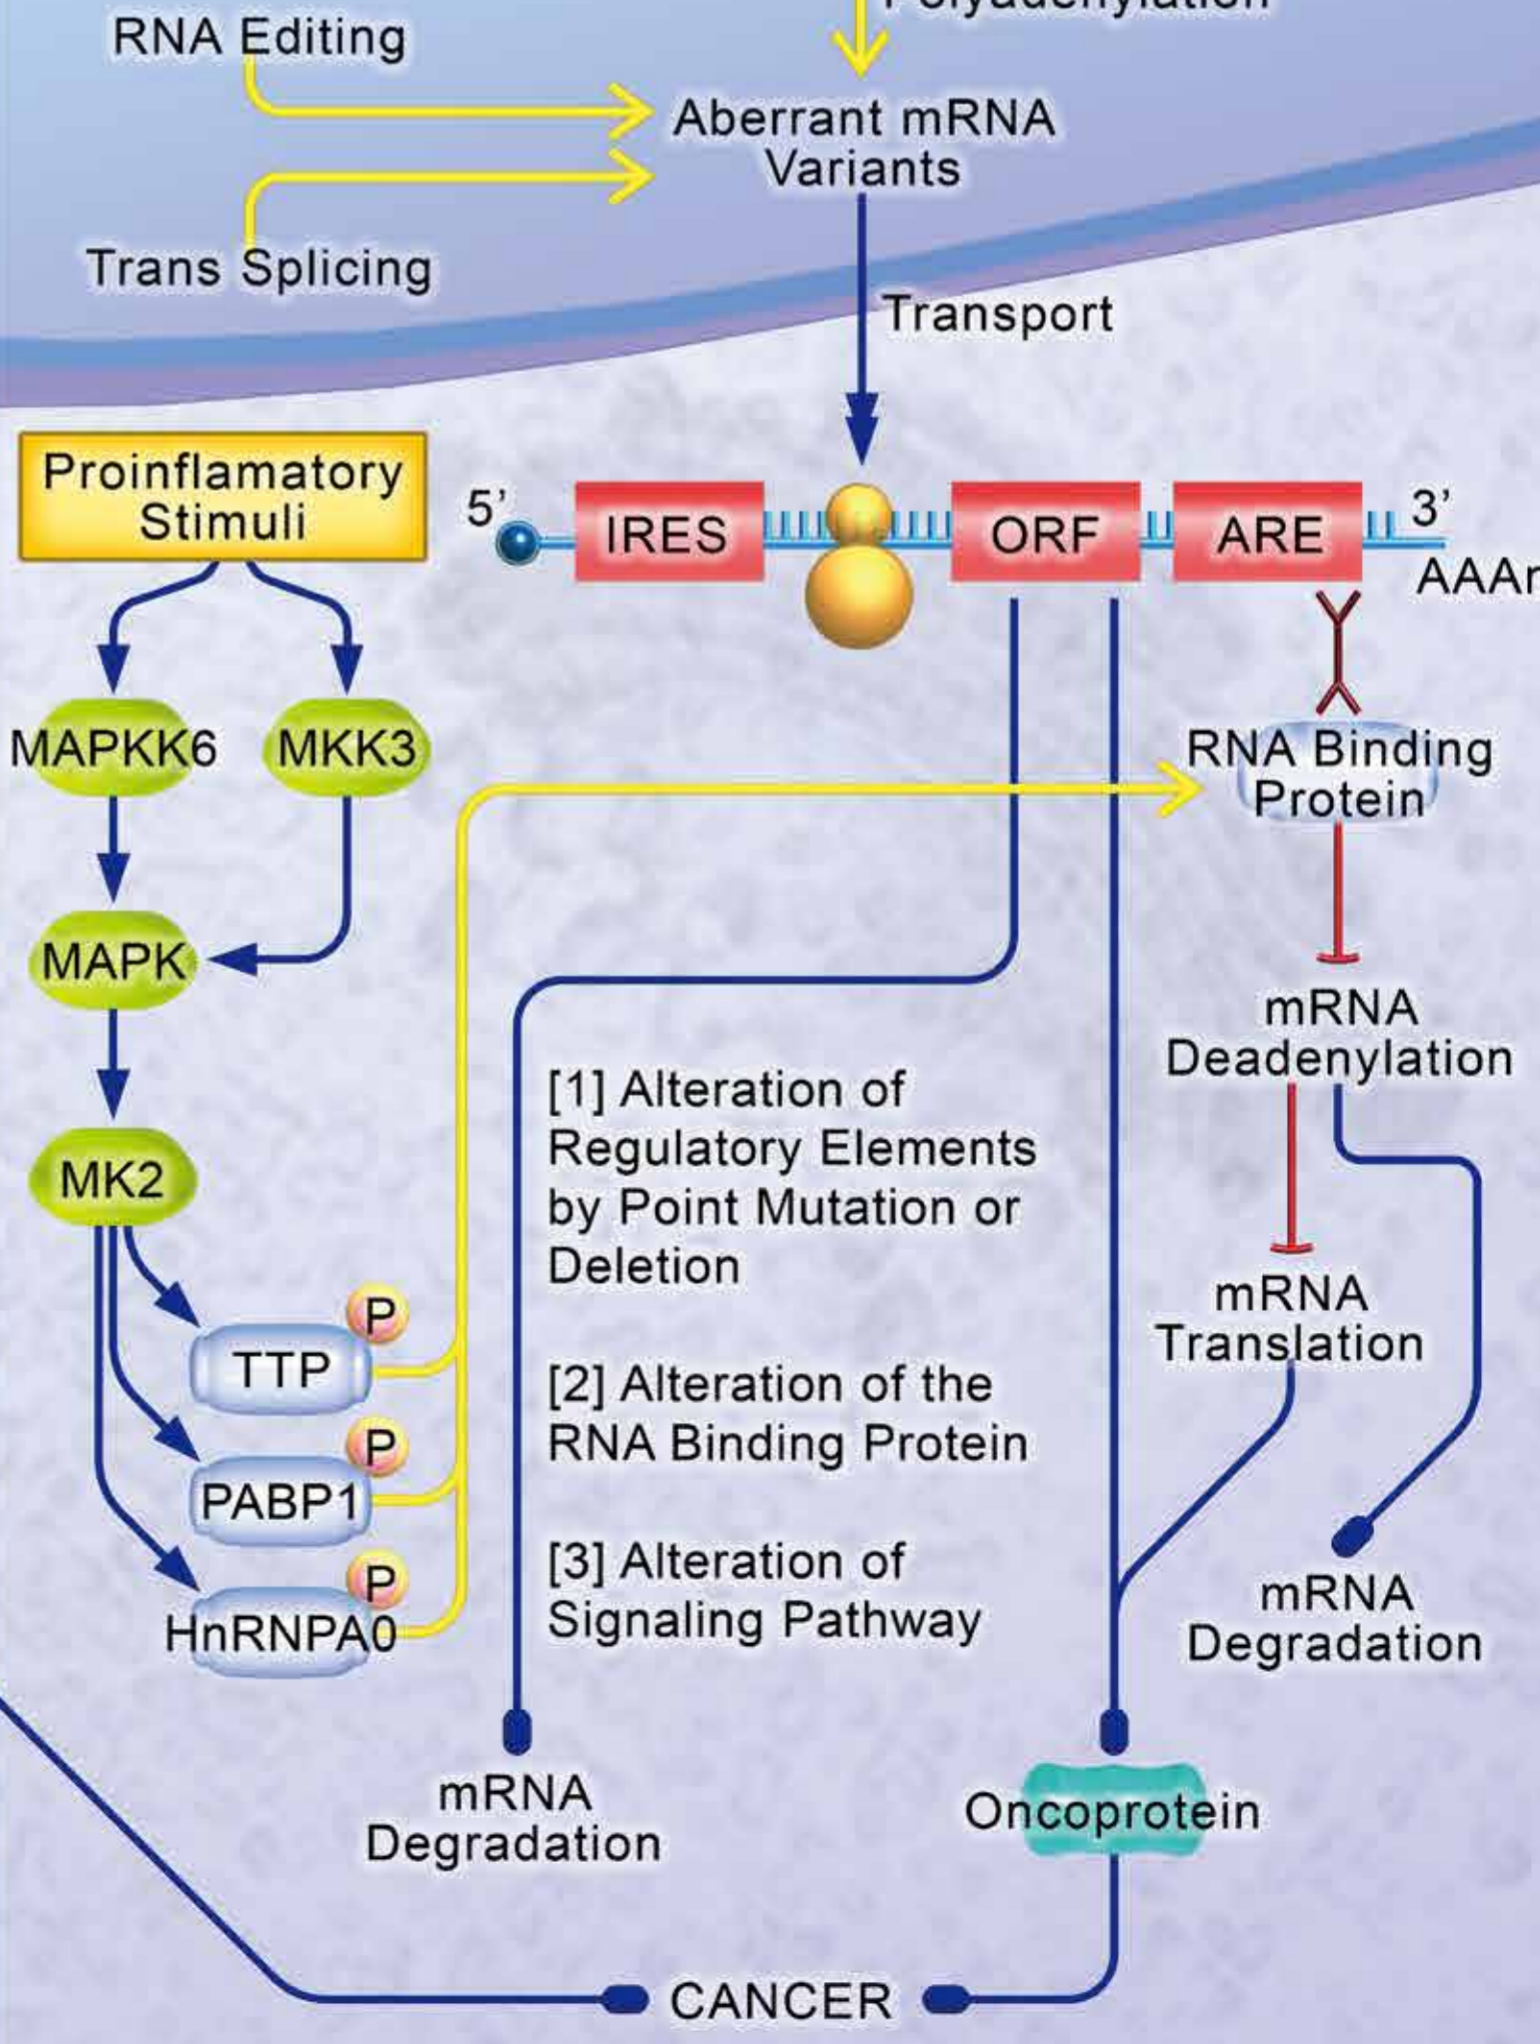 Polyadenylation
RNA Editing
Aberrant mRNA
Variants
Trans Splicing
Transport
Proinflamatory
Stimuli
5'
IRES
ORF
ARE
3'
AAAn
MAPKK6
MKK3
RNA Binding
Protein
MAPK
mRNA
Deadenylation
[1] Alteration of
Regulatory Elements
by Point Mutation or
Deletion
MK2
mRNA
Translation
P
TTP
[2] Alteration of the
RNA Binding Protein
P
PABP1
[3] Alteration of
Signaling Pathway
P
HnRNPA0
mRNA
Degradation
mRNA
Degradation
Oncoprotein
CANCER